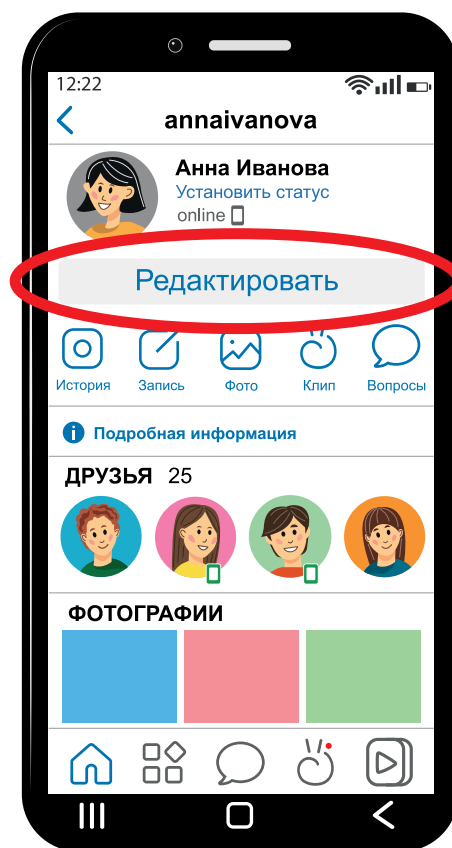 12:22
annaivanova
Анна Иванова
Установить статус
online
Редактировать
История Запись Фото Клип Вопросы
Подробная информация
ДРУЗЬЯ 25
ФОТОГРАФИИ